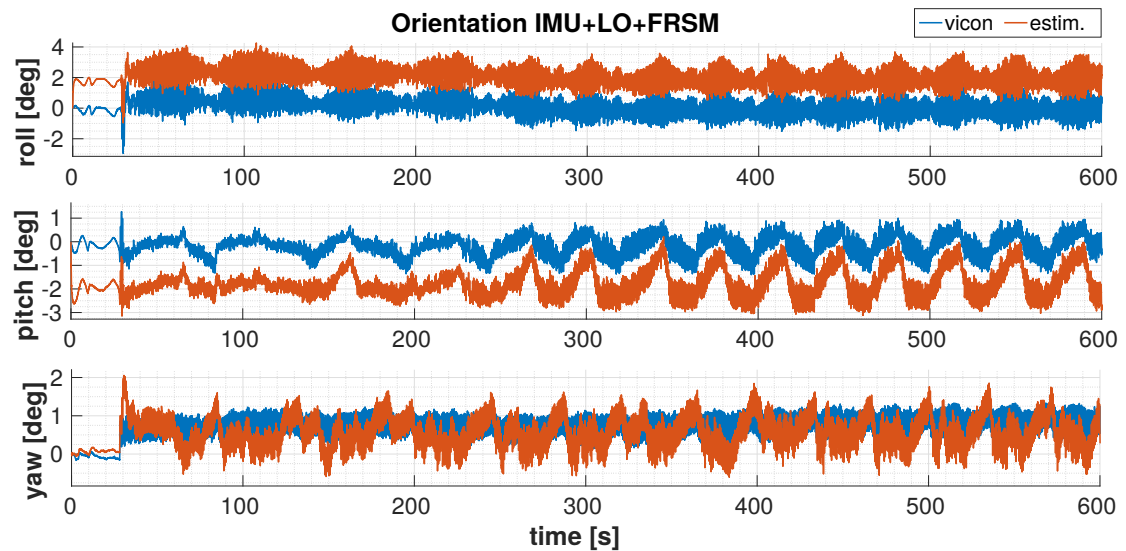 Orientation IMU+LO+FRSM
vicon estim.
roll [deg]
4
2
0
-2
0 100 200 300 400 500 600
pitch [deg]
1
0
-1
-2
-3
0 100 200 300 400 500 600
yaw [deg]
2
1
0
0 100 200 300 400 500 600
time [s]